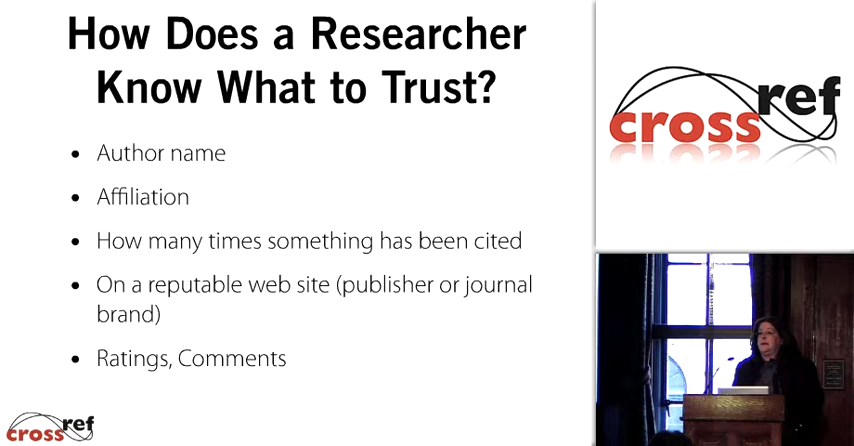 How Does a Researcher
Know What to Trust?
• Author name
• Affiliation
• How many times something has been cited
• On a reputable web site (publisher or journal
brand)
• Ratings, Comments
crossref
crossref